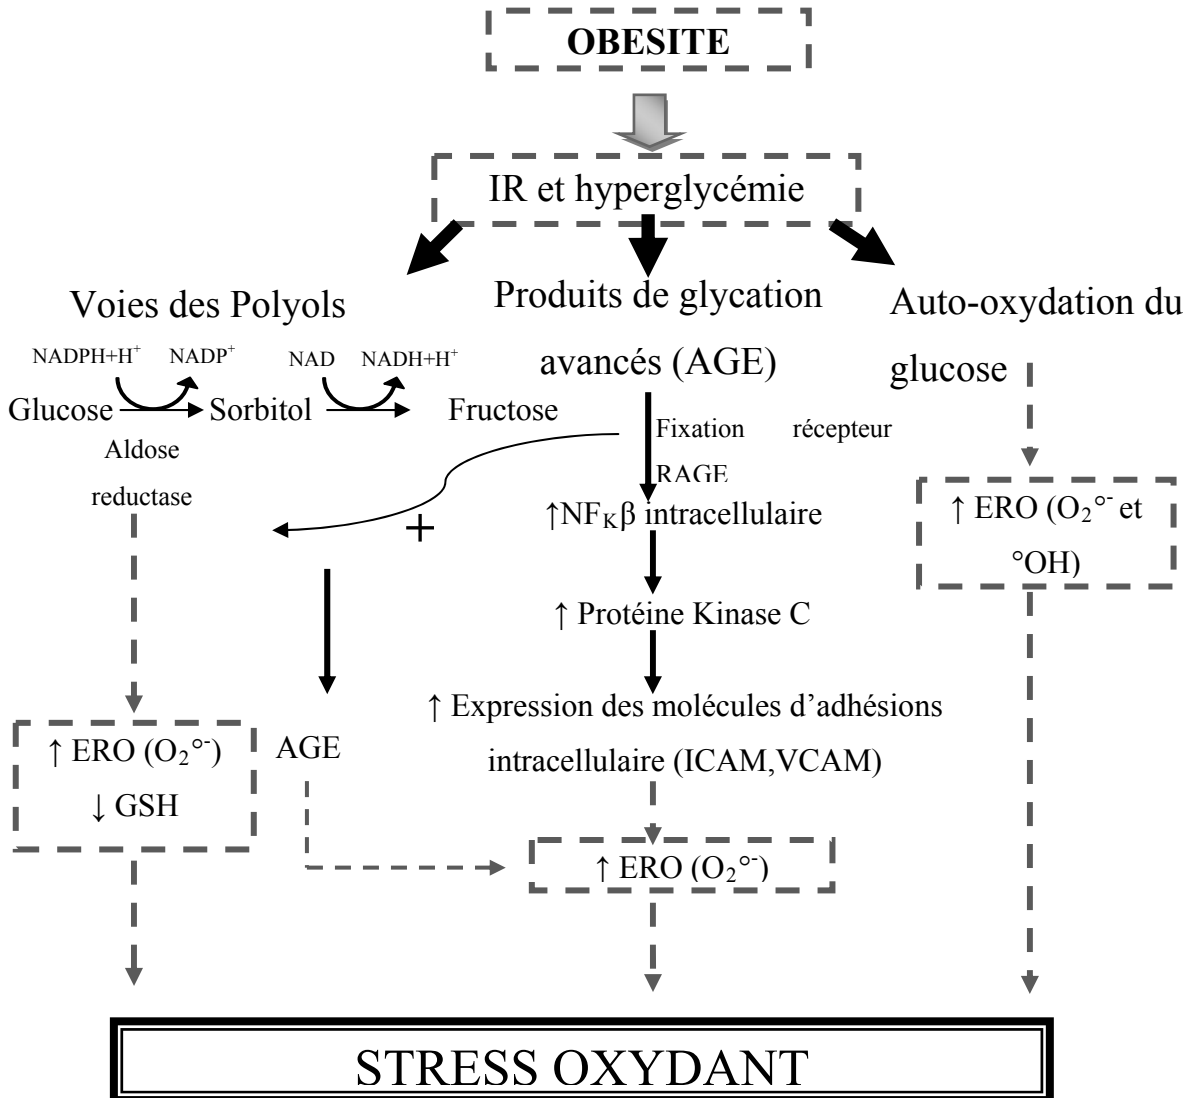 OBESITE
IR et hyperglycémie
Voies des Polyols
NADPH+H⁺ NADP⁺ NAD NADH+H⁺
Glucose Sorbitol Fructose
Aldose
reductase
↑ ERO (O₂°⁻)
↓ GSH
+
AGE
Produits de glycation
avancés (AGE)
Fixation récepteur
RAGE
↑NF_Kβ intracellulaire
↑ Protéine Kinase C
↑ Expression des molécules d’adhésions
intracellulaire (ICAM,VCAM)
↑ ERO (O₂°⁻)
Auto-oxydation du
glucose
↑ ERO (O₂°⁻ et
°OH)
STRESS OXYDANT